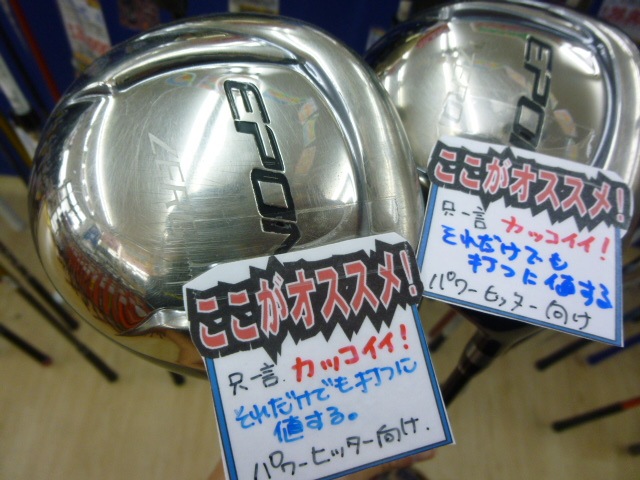 EPON
ZER
ここがオススメ!
只一言. カッコイイ!
それだけでも打つに
値する。
パワーヒッター向け.
EPON
ここがオススメ!
只一言 カッコイイ!
それだけでも
打つに値する
パワーヒッター向け